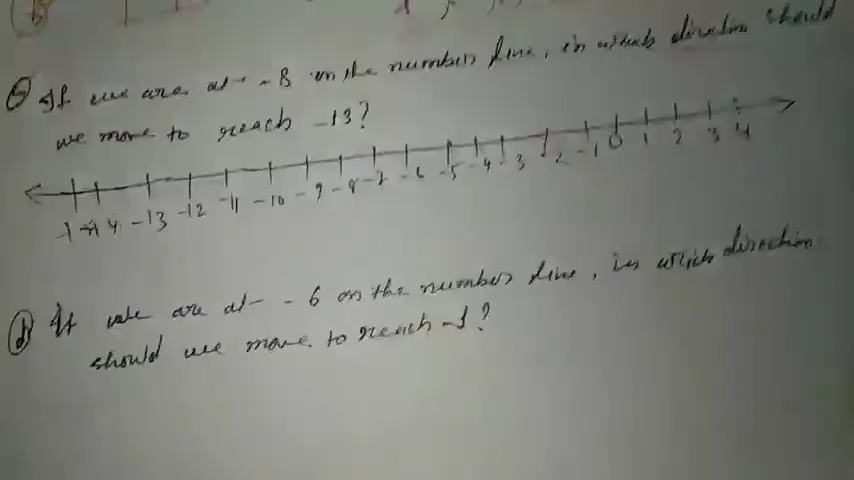 (c) If we are at -8 on the number line, in which direction should
we move to reach -13?
-14 -13 -12 -11 -10 -9 -8 -7 -6 -5 -4 -3 -2 -1 0 1 2 3 4
(d) If we are at -6 on the number line, in which direction
should we move to reach -1?